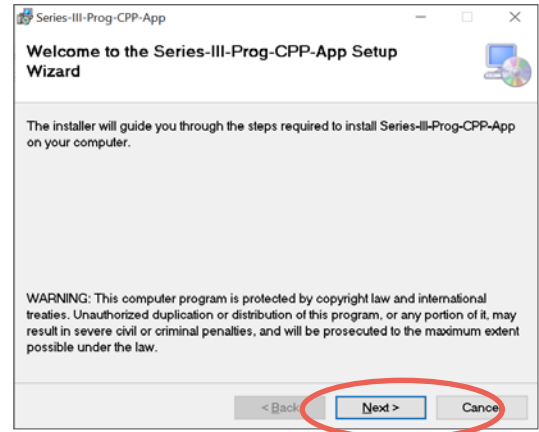 Series-III-Prog-CPP-App
Welcome to the Series-III-Prog-CPP-App Setup
Wizard
The installer will guide you through the steps required to install Series-III-Prog-CPP-App
on your computer.
WARNING: This computer program is protected by copyright law and international
treaties. Unauthorized duplication or distribution of this program, or any portion of it, may
result in severe civil or criminal penalties, and will be prosecuted to the maximum extent
possible under the law.
< Back Next > Cancel